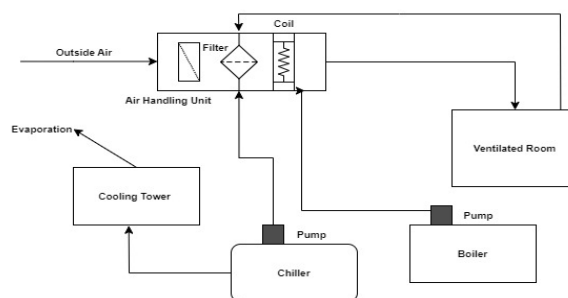 Coil
Outside Air
Filter
Air Handling Unit
Evaporation
Ventilated Room
Cooling Tower
Pump
Pump
Boiler
Chiller